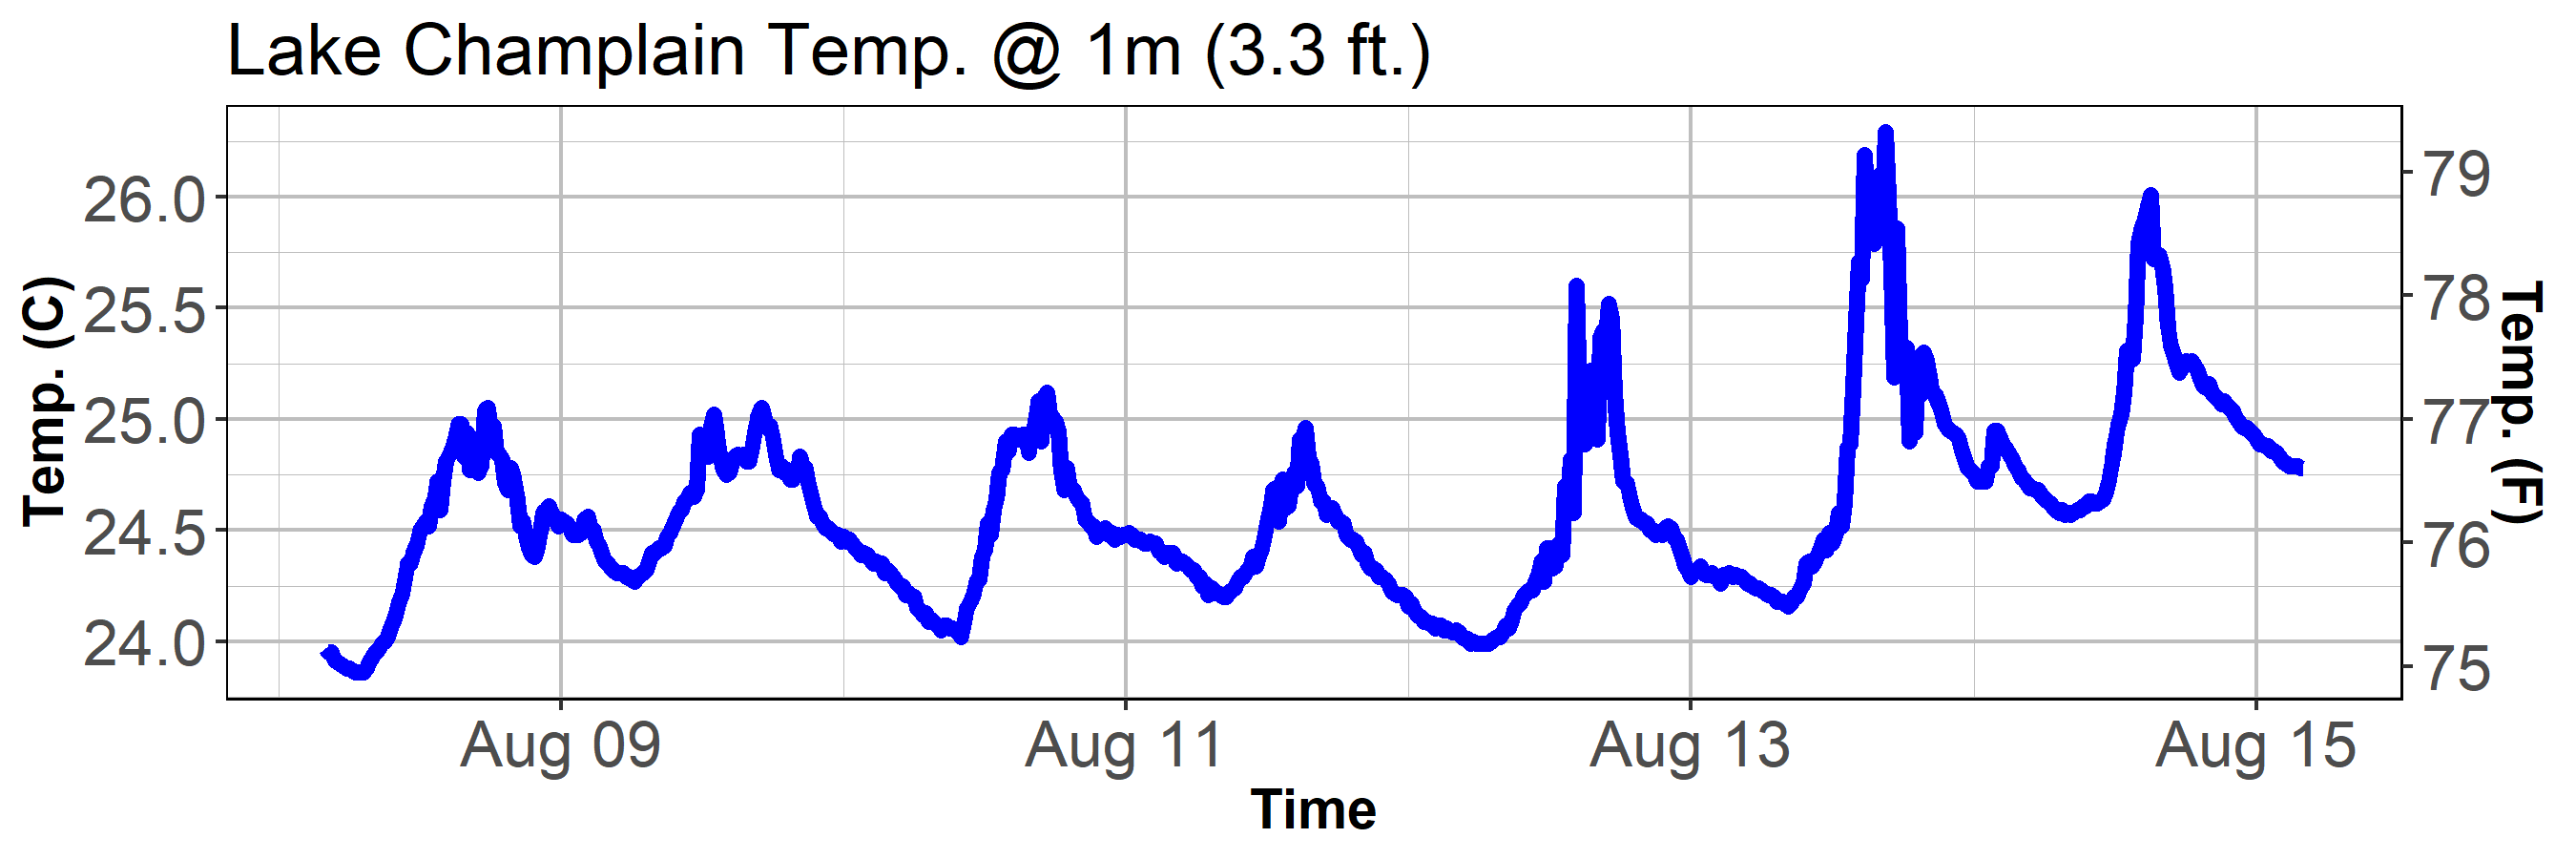 Lake Champlain Temp. @ 1m (3.3 ft.)
Temp. (C)
26.0
25.5
25.0
24.5
24.0
79
78
77
76
75
Temp. (F)
Aug 09
Aug 11
Aug 13
Aug 15
Time